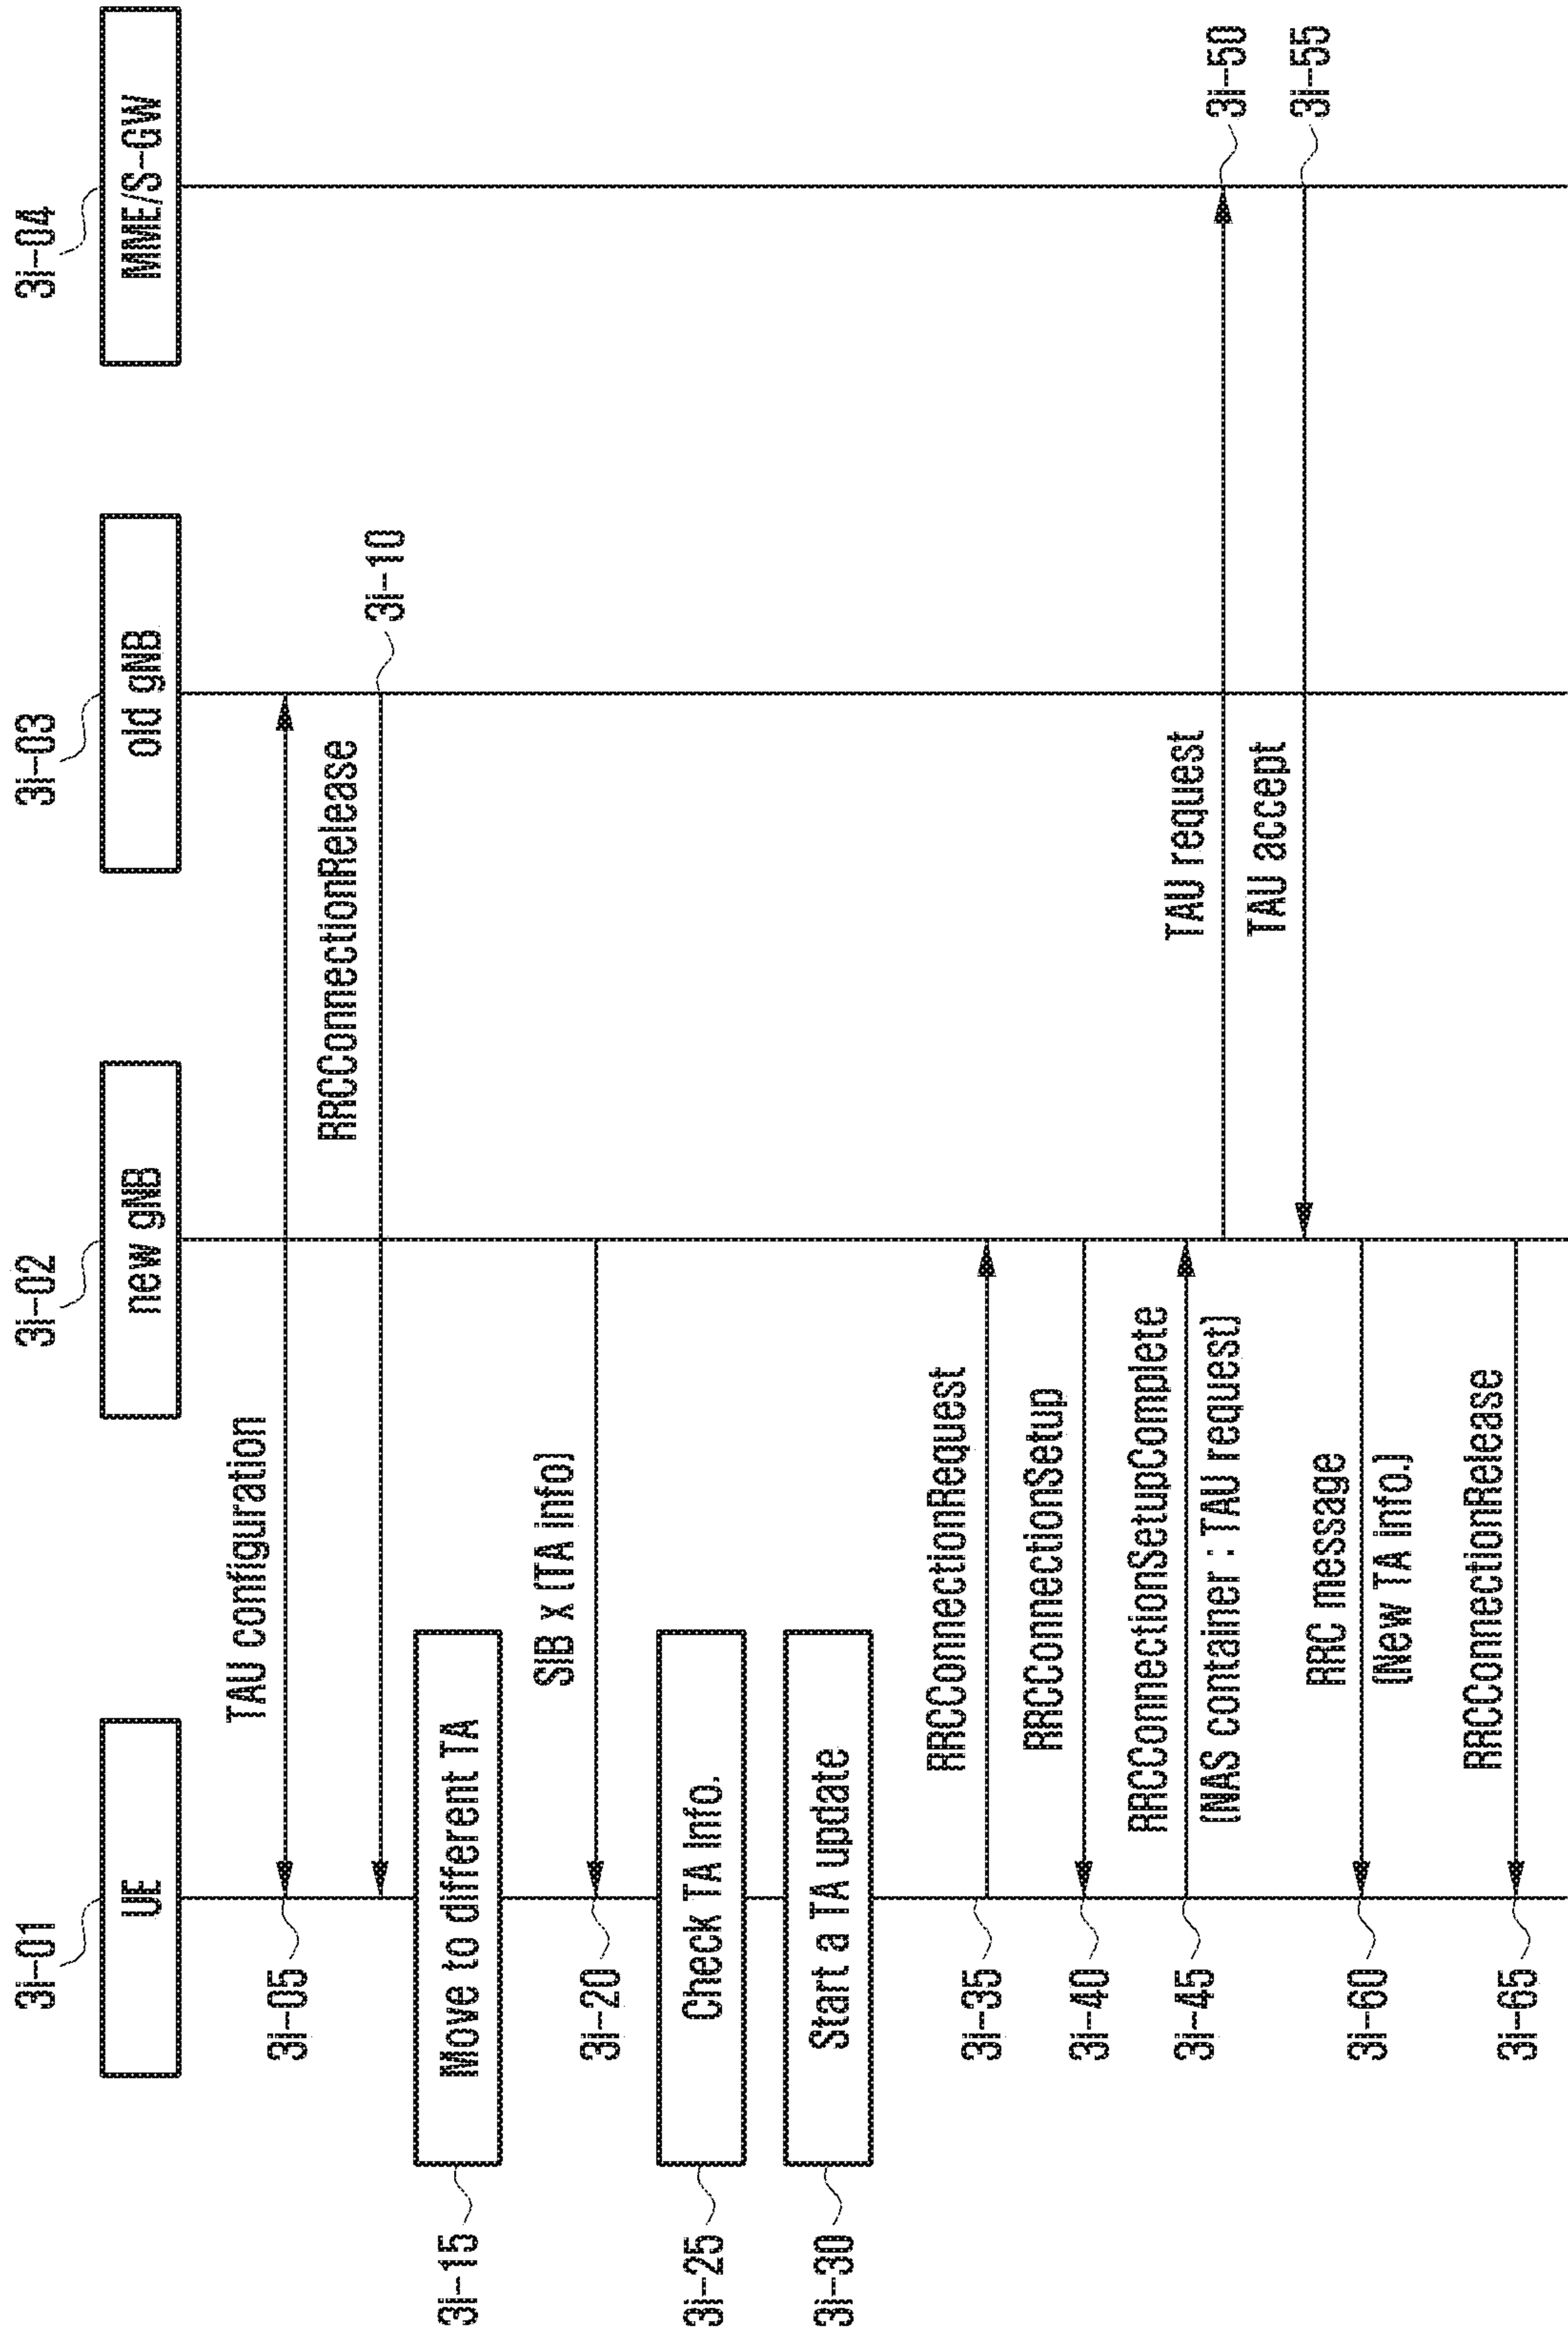 3i-01
3i-02
3i-03
3i-04
UE
new gNB
old gNB
MME/S-GW
TAU configuration
3i-05
RRCConnectionRelease
3i-10
Move to different TA
3i-15
SIB x (TA info)
3i-20
Check TA Info.
3i-25
Start a TA update
3i-30
RRCConnectionRequest
3i-35
RRCConnectionSetup
3i-40
RRCConnectionSetupComplete
(NAS container : TAU request)
3i-45
TAU request
3i-50
TAU accept
3i-55
RRC message
(New TA info.)
3i-60
RRCConnectionRelease
3i-65